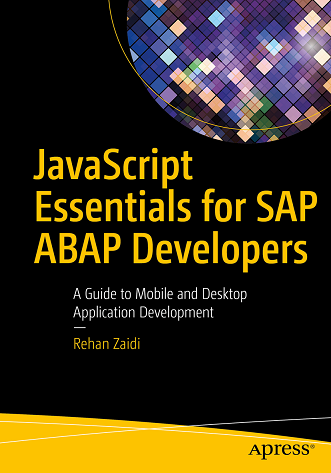 JavaScript
Essentials for SAP
ABAP Developers
A Guide to Mobile and Desktop
Application Development
—
Rehan Zaidi
Apress®